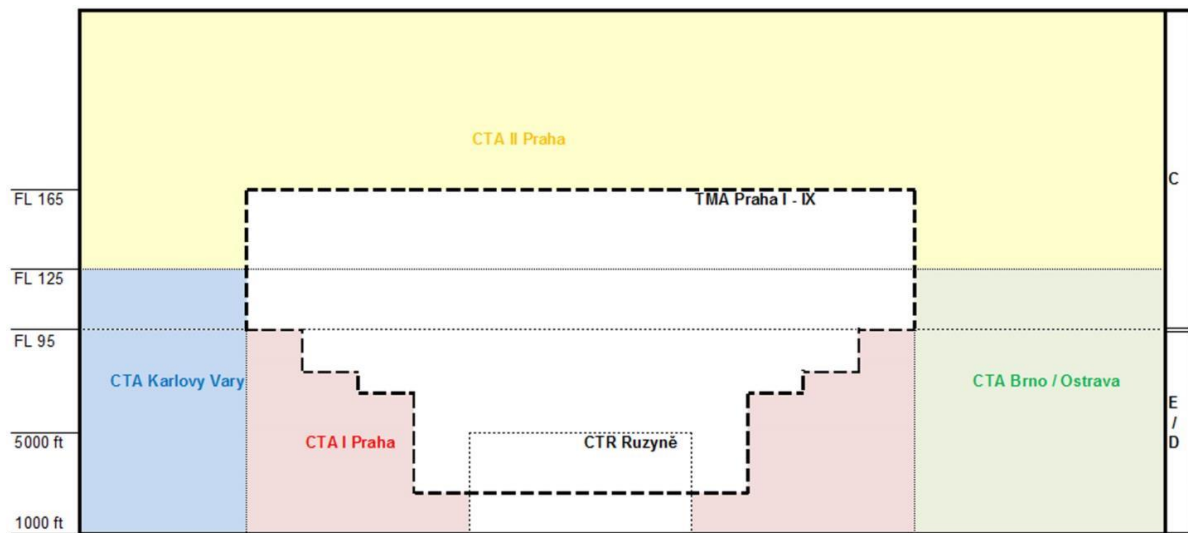 CTA II Praha
C
FL 165
TMA Praha I - IX
FL 125
FL 95
CTA Karlovy Vary
CTA Brno / Ostrava
E
/
D
5000 ft
CTA I Praha
CTR Ruzyně
1000 ft